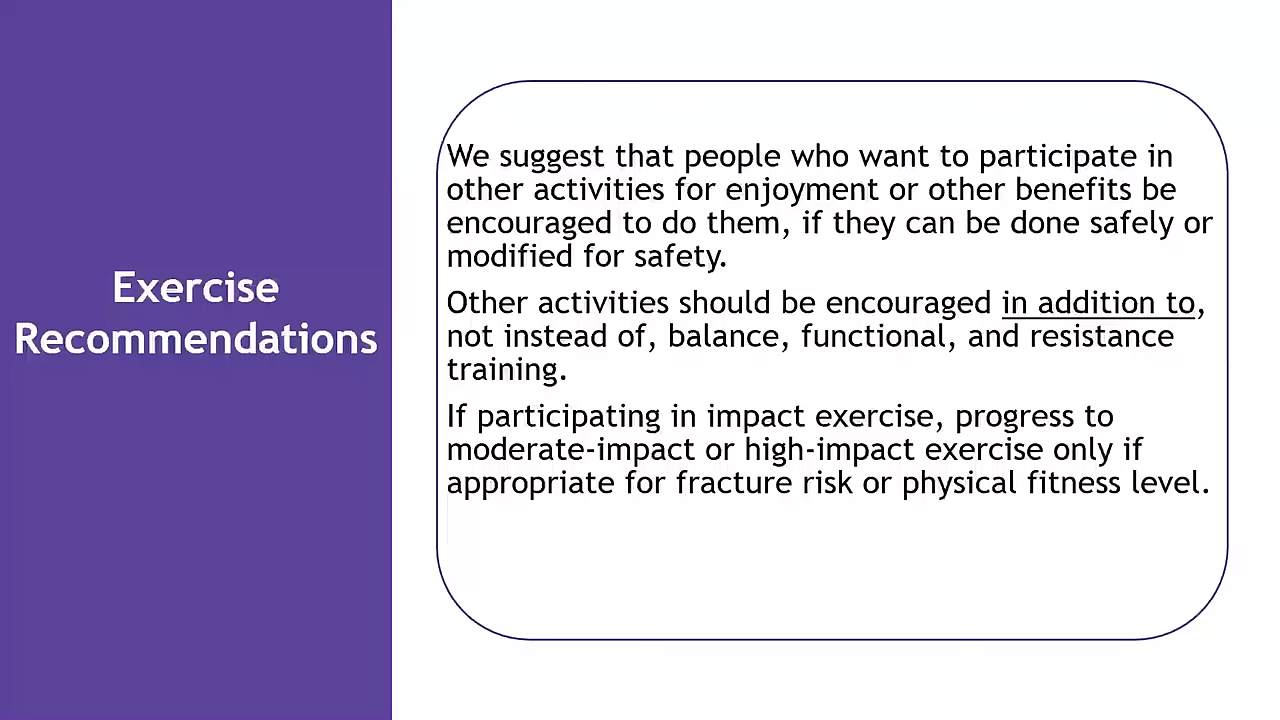 Exercise
Recommendations
We suggest that people who want to participate in
other activities for enjoyment or other benefits be
encouraged to do them, if they can be done safely or
modified for safety.
Other activities should be encouraged in addition to,
not instead of, balance, functional, and resistance
training.
If participating in impact exercise, progress to
moderate-impact or high-impact exercise only if
appropriate for fracture risk or physical fitness level.